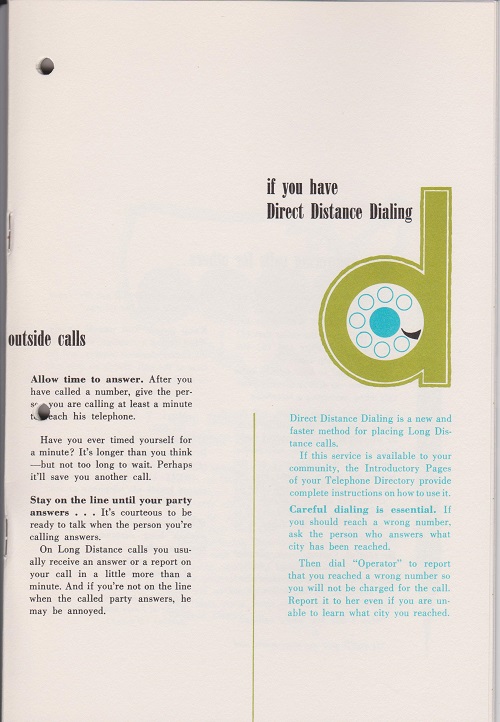 outside calls
Allow time to answer. After you
have called a number, give the per-
you are calling at least a minute
each his telephone.
Have you ever timed yourself for
a minute? It's longer than you think
—but not too long to wait. Perhaps
it'll save you another call.
Stay on the line until your party
answers . . . It's courteous to be
ready to talk when the person you're
calling answers.
On Long Distance calls you usu-
ally receive an answer or a report on
your call in a little more than a
minute. And if you're not on the line
when the called party answers, he
may be annoyed.
if you have
Direct Distance Dialing
d
Direct Distance Dialing is a new and
faster method for placing Long Dis-
tance calls.
If this service is available to your
community, the Introductory Pages
of your Telephone Directory provide
complete instructions on how to use it.
Careful dialing is essential. If
you should reach a wrong number,
ask the person who answers what
city has been reached.
Then dial "Operator" to report
that you reached a wrong number so
you will not be charged for the call.
Report it to her even if you are un-
able to learn what city you reached.